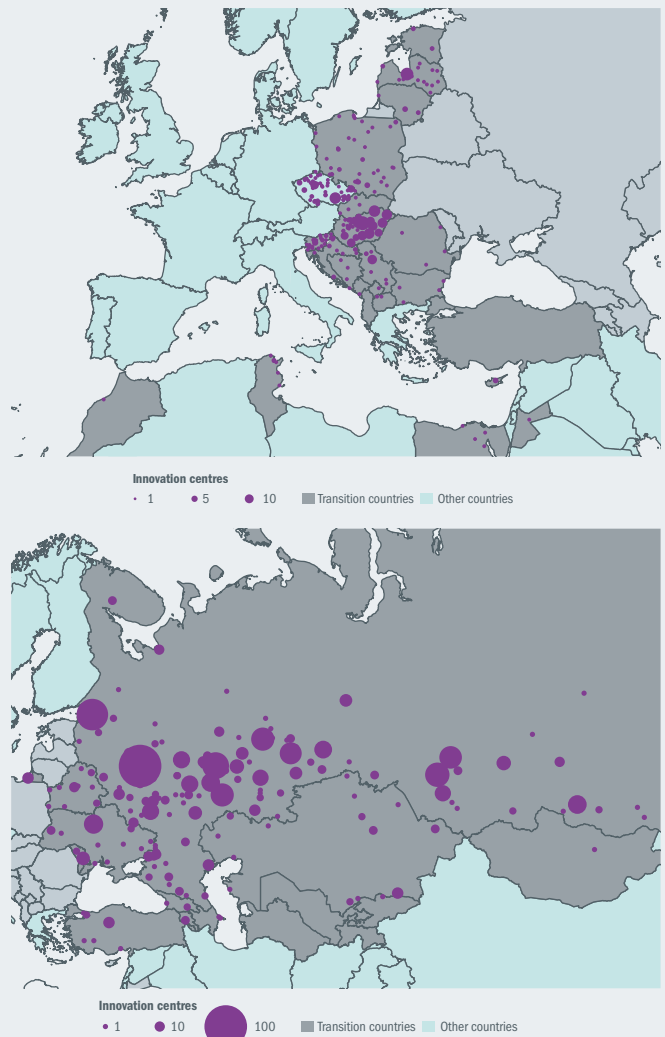 Innovation centres
1 5 10 Transition countries Other countries
Innovation centres
1 10 100 Transition countries Other countries